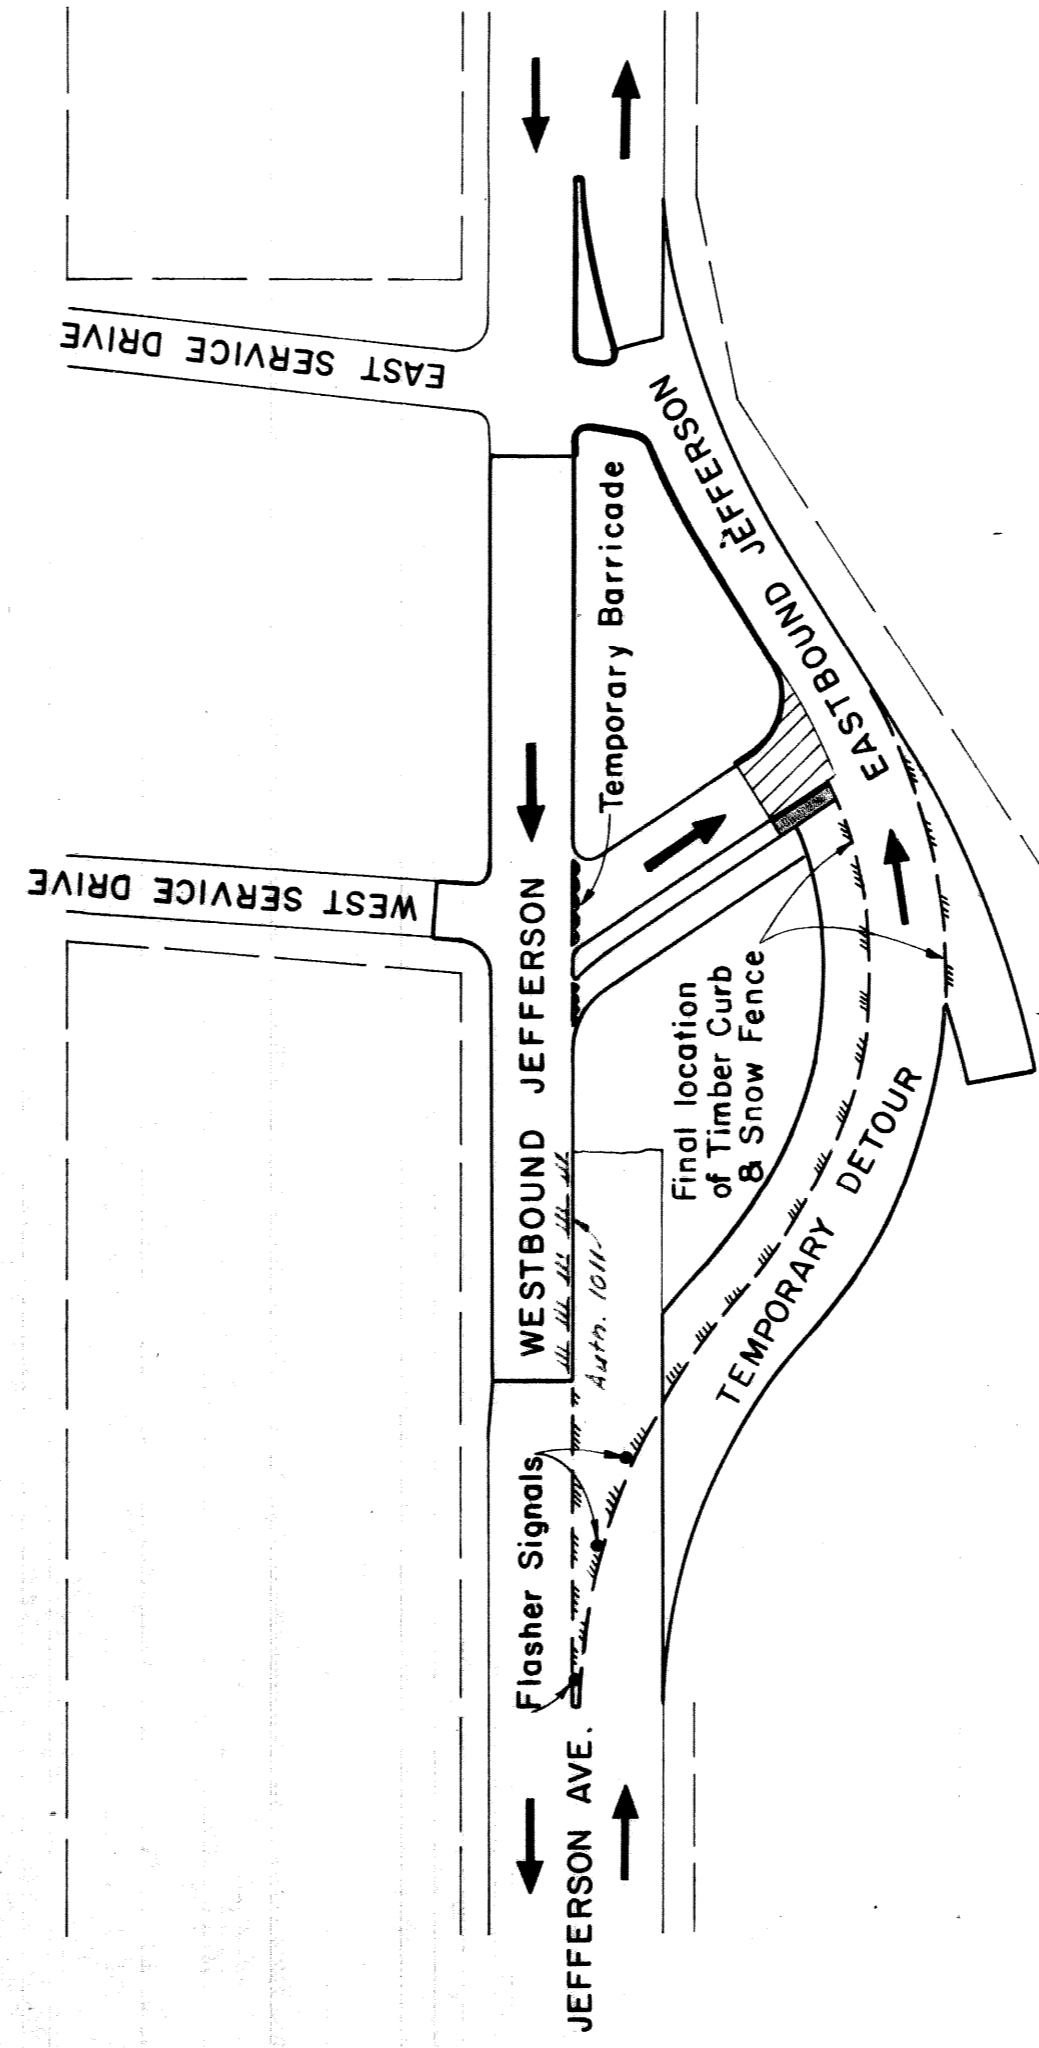 EAST SERVICE DRIVE
WEST SERVICE DRIVE
WESTBOUND JEFFERSON
Temporary Barricade
EASTBOUND JEFFERSON
Final location
of Timber Curb
& Snow Fence
TEMPORARY DETOUR
Autn. 1011
Flasher Signals
JEFFERSON AVE.